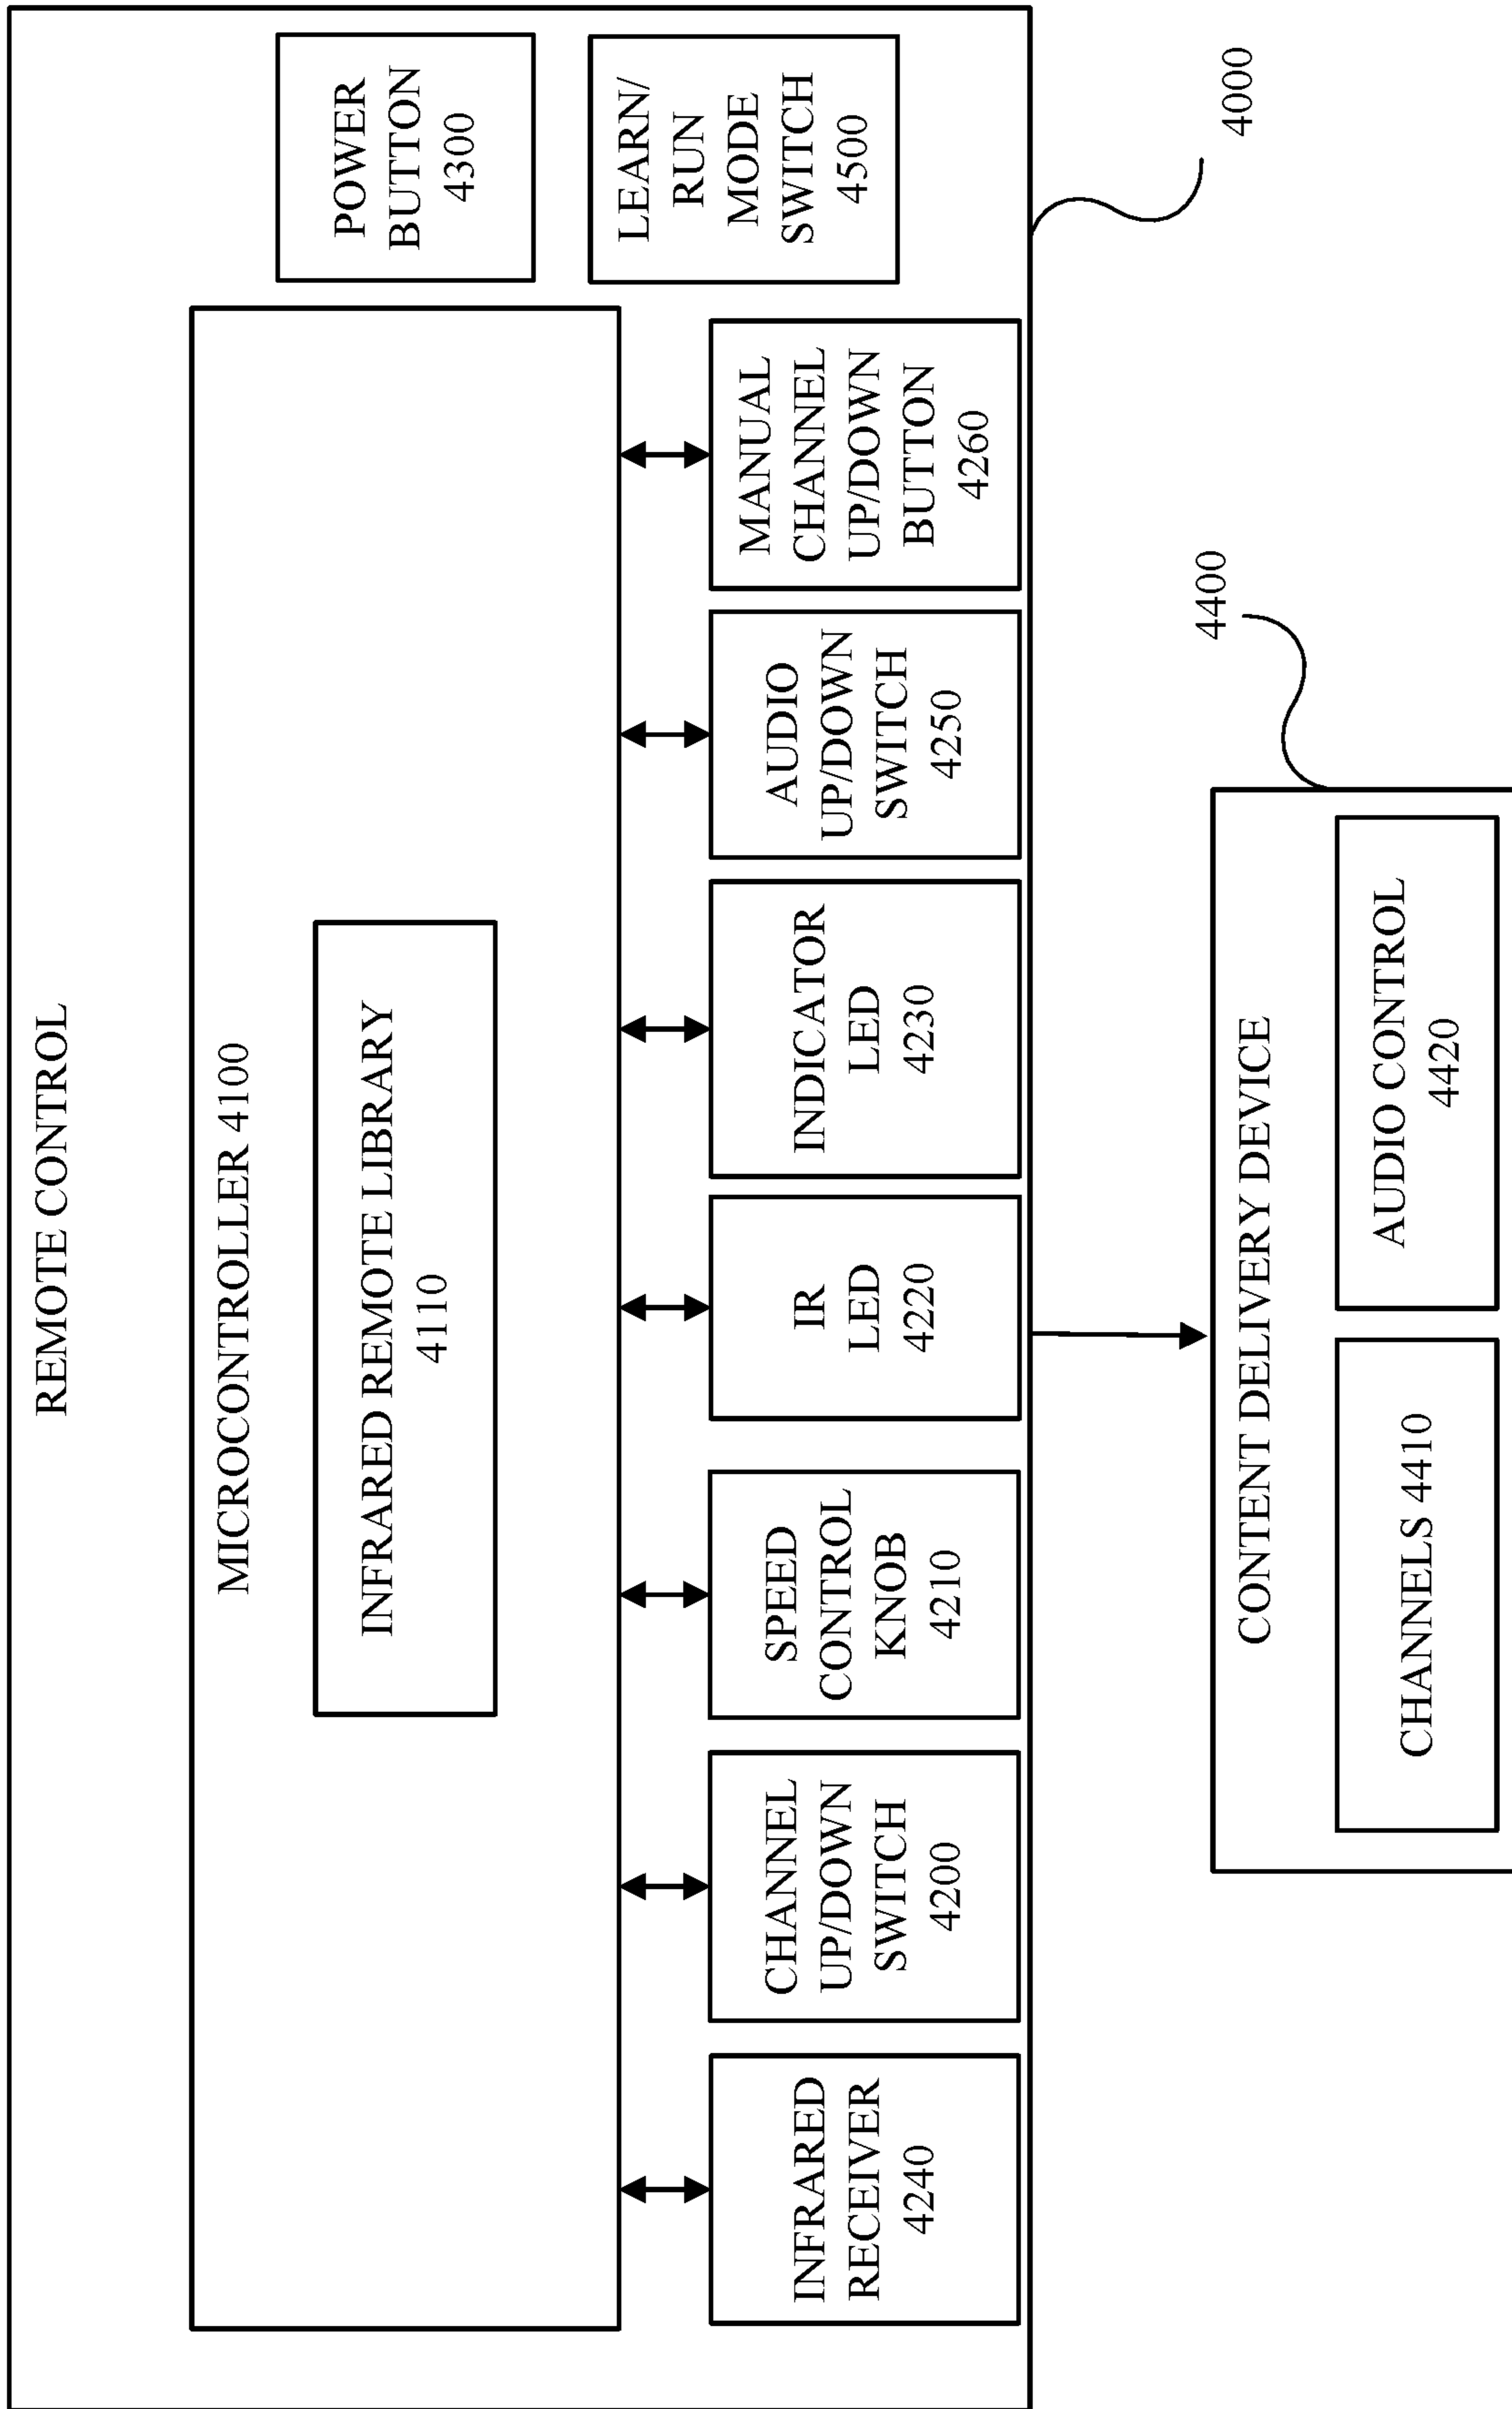 REMOTE CONTROL
MICROCONTROLLER 4100
INFRARED REMOTE LIBRARY
4110
POWER
BUTTON
4300
LEARN/
RUN
MODE
SWITCH
4500
INFRARED
RECEIVER
4240
CHANNEL
UP/DOWN
SWITCH
4200
SPEED
CONTROL
KNOB
4210
IR
LED
4220
INDICATOR
LED
4230
AUDIO
UP/DOWN
SWITCH
4250
MANUAL
CHANNEL
UP/DOWN
BUTTON
4260
4000
4400
CONTENT DELIVERY DEVICE
CHANNELS 4410
AUDIO CONTROL
4420